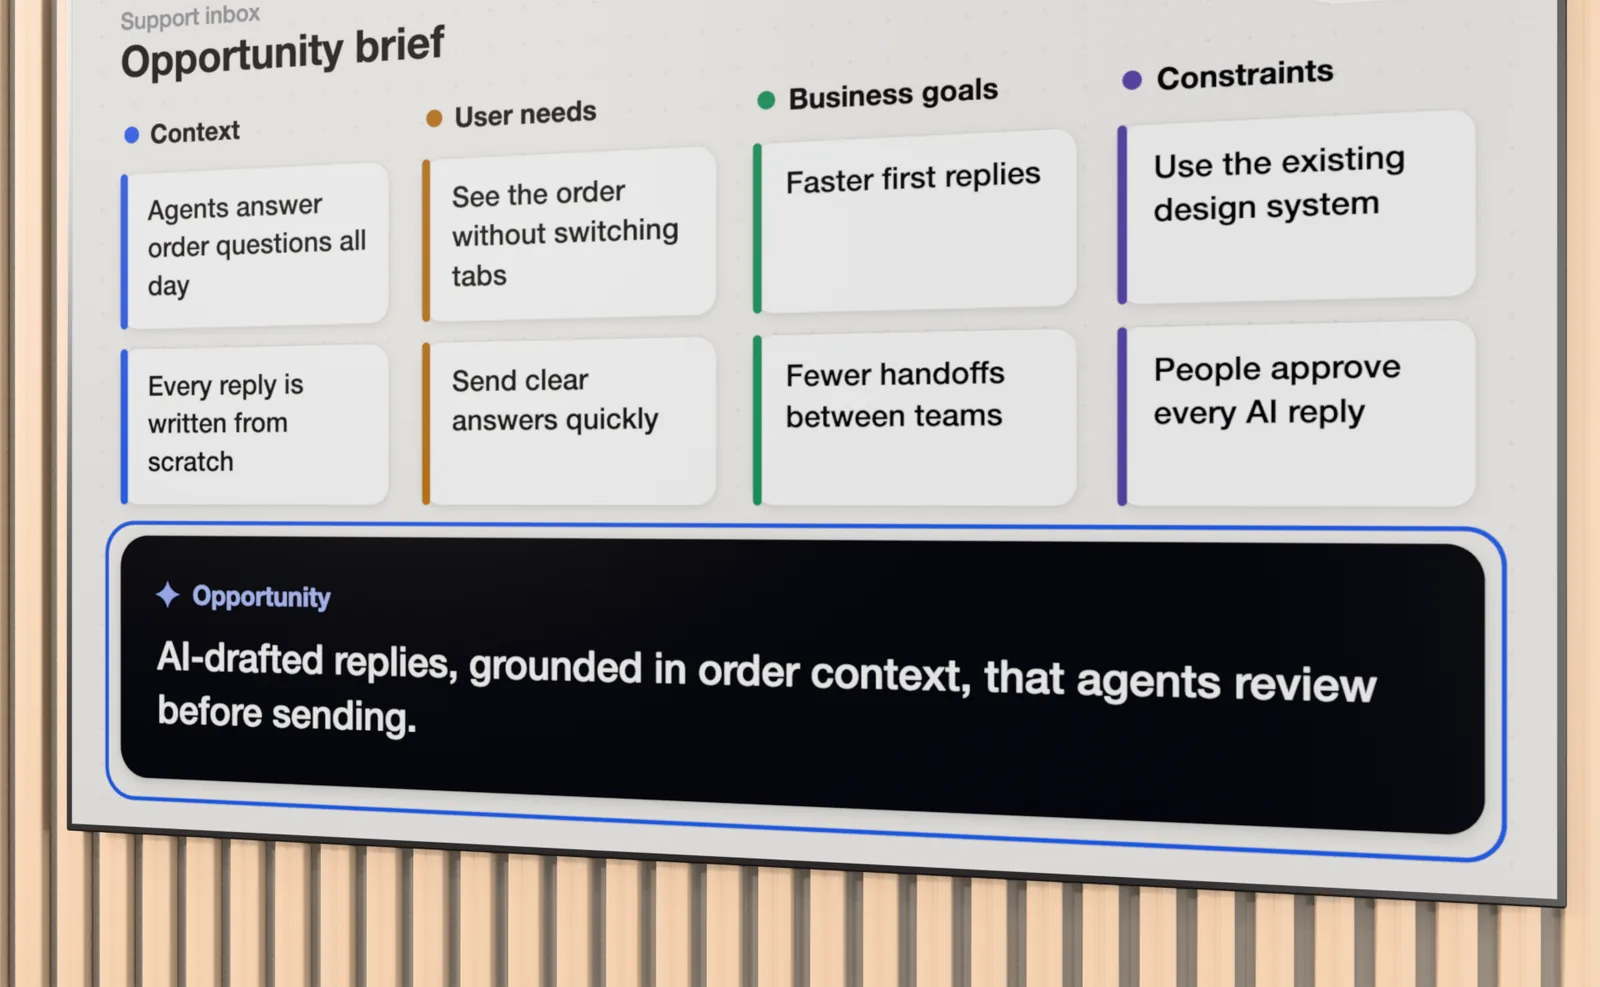 Support inbox
Opportunity brief
Context
Agents answer
order questions all
day
Every reply is
written from
scratch
User needs
See the order
without switching
tabs
Send clear
answers quickly
Business goals
Faster first replies
Fewer handoffs
between teams
Constraints
Use the existing
design system
People approve
every AI reply
Opportunity
AI-drafted replies, grounded in order context, that agents review
before sending.